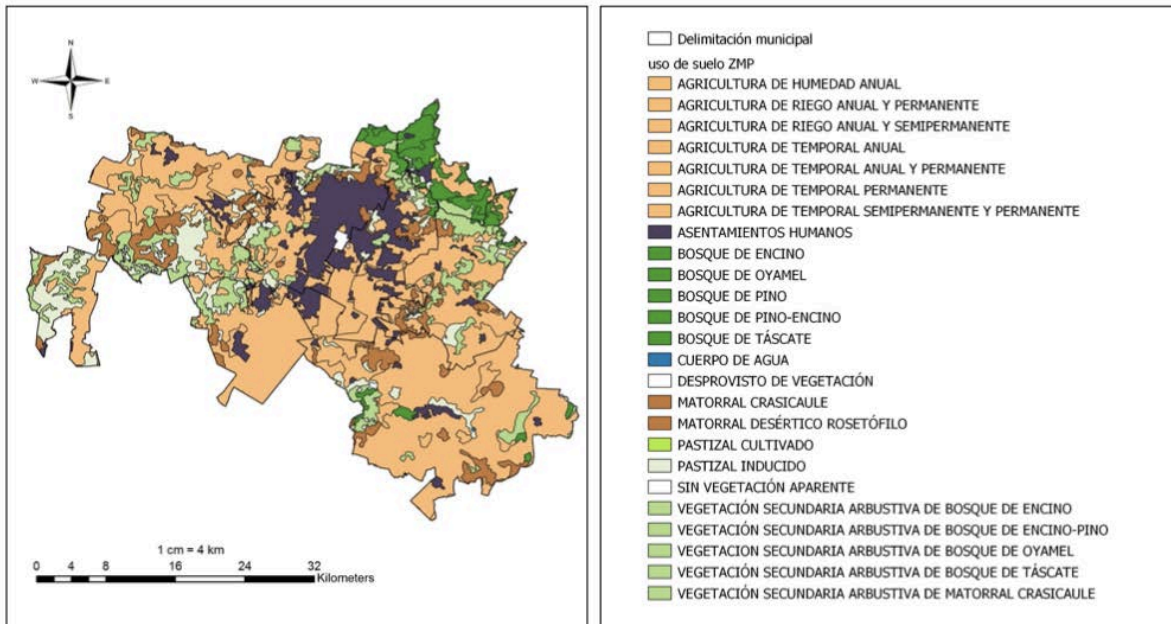 N
W E
S
1 cm = 4 km
0 2 4 8 16 24 32
Kilometers
Delimitación municipal
uso de suelo ZMP
AGRICULTURA DE HUMEDAD ANUAL
AGRICULTURA DE RIEGO ANUAL Y PERMANENTE
AGRICULTURA DE RIEGO ANUAL Y SEMIPERMANENTE
AGRICULTURA DE TEMPORAL ANUAL
AGRICULTURA DE TEMPORAL ANUAL Y PERMANENTE
AGRICULTURA DE TEMPORAL PERMANENTE
AGRICULTURA DE TEMPORAL SEMIPERMANENTE Y PERMANENTE
ASENTAMIENTOS HUMANOS
BOSQUE DE ENCINO
BOSQUE DE OYAMEL
BOSQUE DE PINO
BOSQUE DE PINO-ENCINO
BOSQUE DE TÁSCATE
CUERPO DE AGUA
DESPROVISTO DE VEGETACIÓN
MATORRAL CRASICAULE
MATORRAL DESÉRTICO ROSETÓFILO
PASTIZAL CULTIVADO
PASTIZAL INDUCIDO
SIN VEGETACIÓN APARENTE
VEGETACIÓN SECUNDARIA ARBUSTIVA DE BOSQUE DE ENCINO
VEGETACIÓN SECUNDARIA ARBUSTIVA DE BOSQUE DE ENCINO-PINO
VEGETACION SECUNDARIA ARBUSTIVA DE BOSQUE DE OYAMEL
VEGETACIÓN SECUNDARIA ARBUSTIVA DE BOSQUE DE TÁSCATE
VEGETACIÓN SECUNDARIA ARBUSTIVA DE MATORRAL CRASICAULE